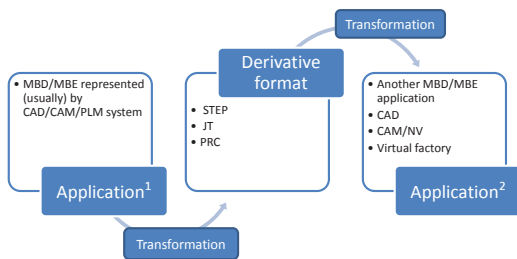 Transformation
Derivative
format
• MBD/MBE represented
(usually) by
CAD/CAM/PLM system
• STEP
• JT
• PRC
• Another MBD/MBE
application
• CAD
• CAM/NV
• Virtual factory
Application¹
Application²
Transformation